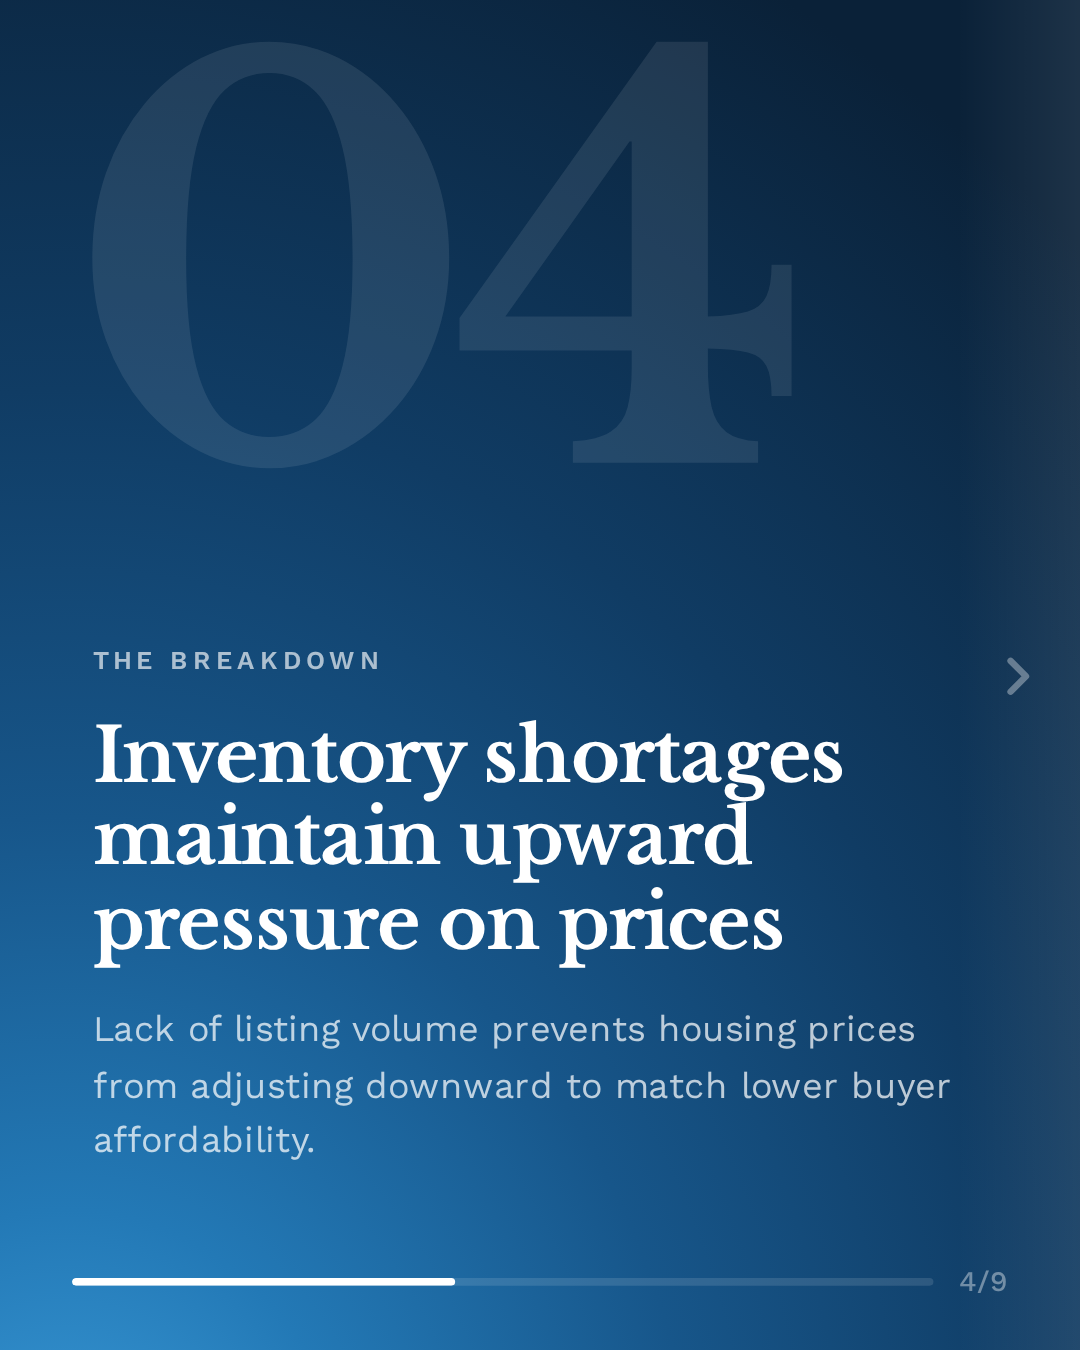 04
THE BREAKDOWN
Inventory shortages
maintain upward
pressure on prices
Lack of listing volume prevents housing prices
from adjusting downward to match lower buyer
affordability.
4/9